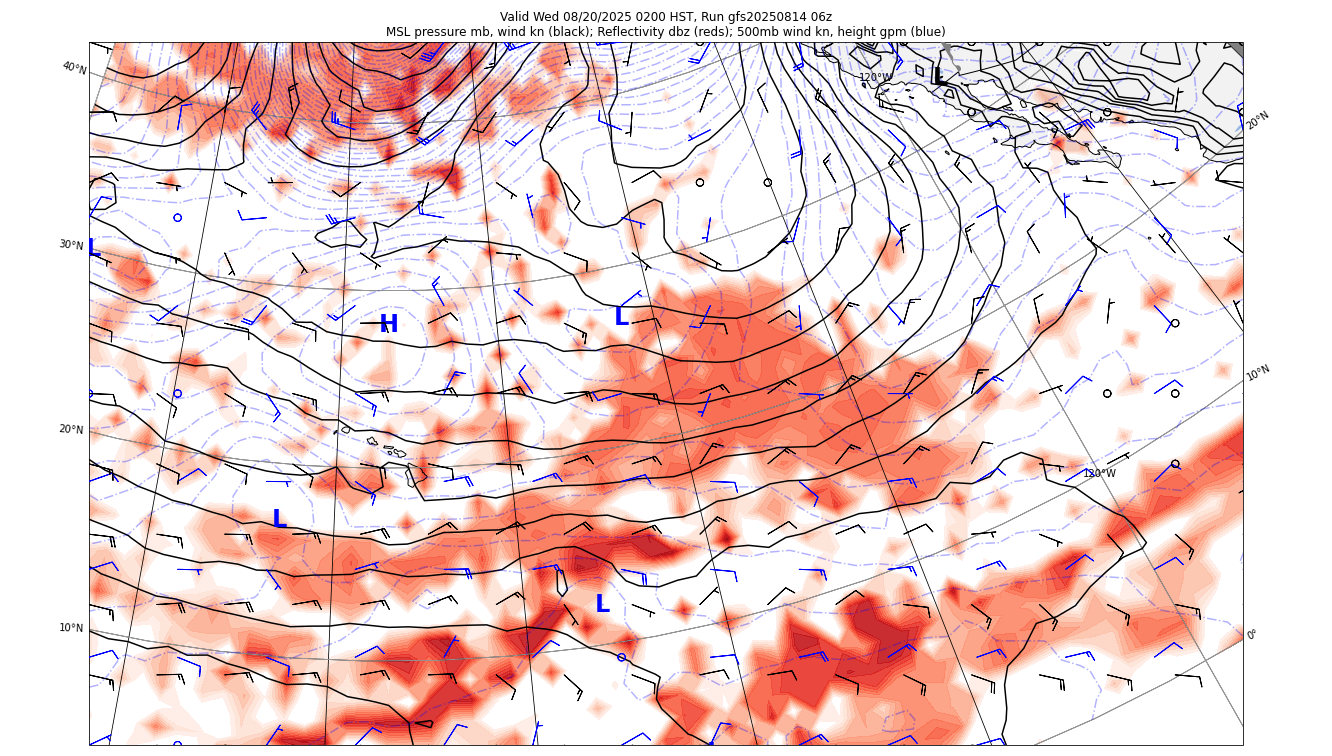 Valid Wed 08/20/2025 0200 HST, Run gfs20250814 06z
MSL pressure mb, wind kn (black); Reflectivity dbz (reds); 500mb wind kn, height gpm (blue)
40°N
120°W
L
20°N
30°N
L
H
L
10°N
20°N
120°W
L
L
10°N
0°